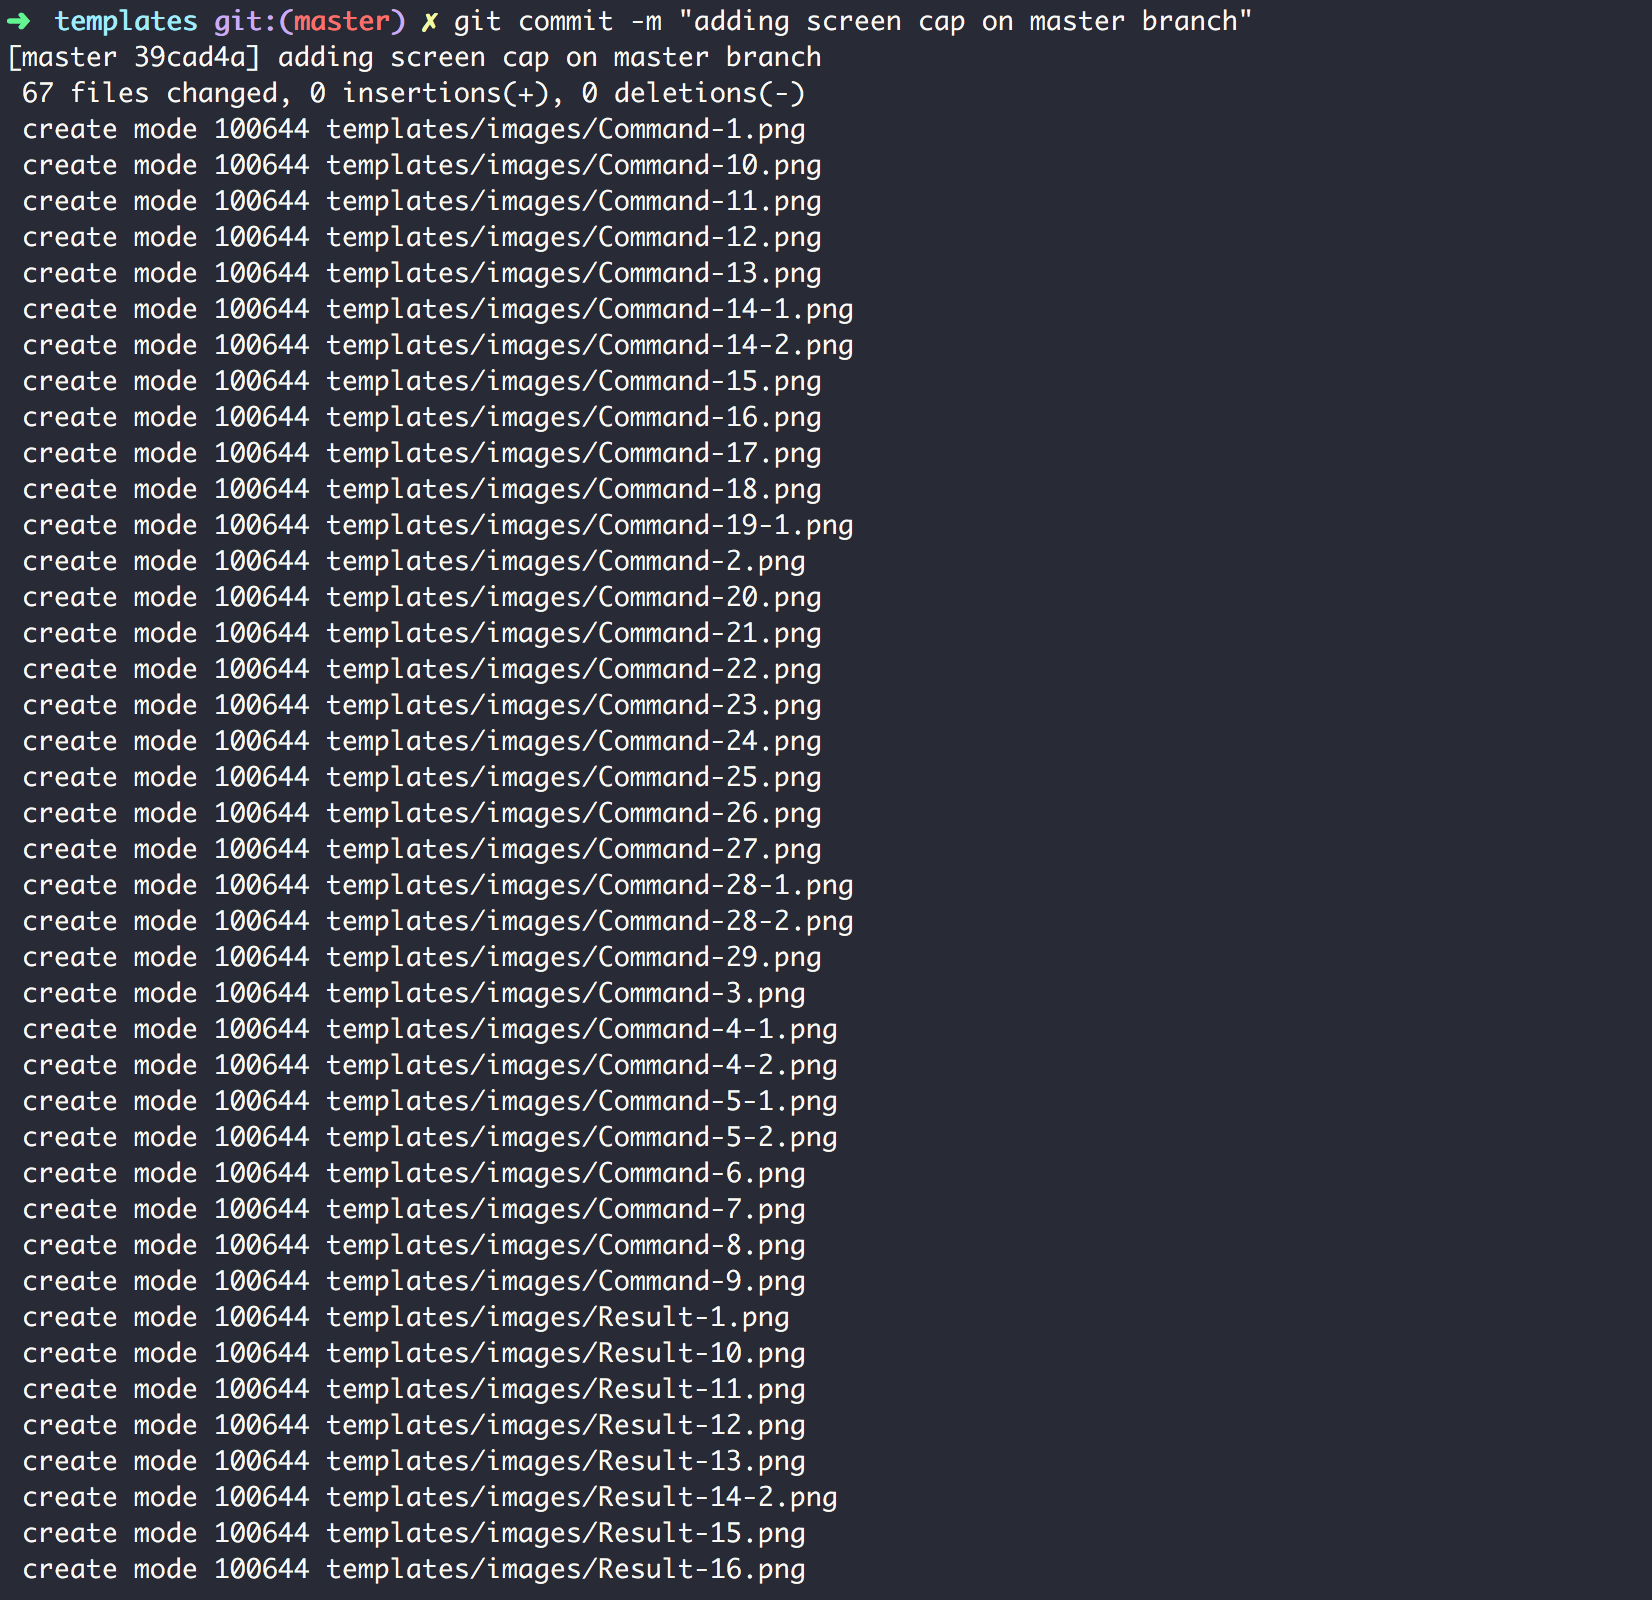 ➜  templates git:(master) ✗ git commit -m "adding screen cap on master branch"
[master 39cad4a] adding screen cap on master branch
 67 files changed, 0 insertions(+), 0 deletions(-)
 create mode 100644 templates/images/Command-1.png
 create mode 100644 templates/images/Command-10.png
 create mode 100644 templates/images/Command-11.png
 create mode 100644 templates/images/Command-12.png
 create mode 100644 templates/images/Command-13.png
 create mode 100644 templates/images/Command-14-1.png
 create mode 100644 templates/images/Command-14-2.png
 create mode 100644 templates/images/Command-15.png
 create mode 100644 templates/images/Command-16.png
 create mode 100644 templates/images/Command-17.png
 create mode 100644 templates/images/Command-18.png
 create mode 100644 templates/images/Command-19-1.png
 create mode 100644 templates/images/Command-2.png
 create mode 100644 templates/images/Command-20.png
 create mode 100644 templates/images/Command-21.png
 create mode 100644 templates/images/Command-22.png
 create mode 100644 templates/images/Command-23.png
 create mode 100644 templates/images/Command-24.png
 create mode 100644 templates/images/Command-25.png
 create mode 100644 templates/images/Command-26.png
 create mode 100644 templates/images/Command-27.png
 create mode 100644 templates/images/Command-28-1.png
 create mode 100644 templates/images/Command-28-2.png
 create mode 100644 templates/images/Command-29.png
 create mode 100644 templates/images/Command-3.png
 create mode 100644 templates/images/Command-4-1.png
 create mode 100644 templates/images/Command-4-2.png
 create mode 100644 templates/images/Command-5-1.png
 create mode 100644 templates/images/Command-5-2.png
 create mode 100644 templates/images/Command-6.png
 create mode 100644 templates/images/Command-7.png
 create mode 100644 templates/images/Command-8.png
 create mode 100644 templates/images/Command-9.png
 create mode 100644 templates/images/Result-1.png
 create mode 100644 templates/images/Result-10.png
 create mode 100644 templates/images/Result-11.png
 create mode 100644 templates/images/Result-12.png
 create mode 100644 templates/images/Result-13.png
 create mode 100644 templates/images/Result-14-2.png
 create mode 100644 templates/images/Result-15.png
 create mode 100644 templates/images/Result-16.png